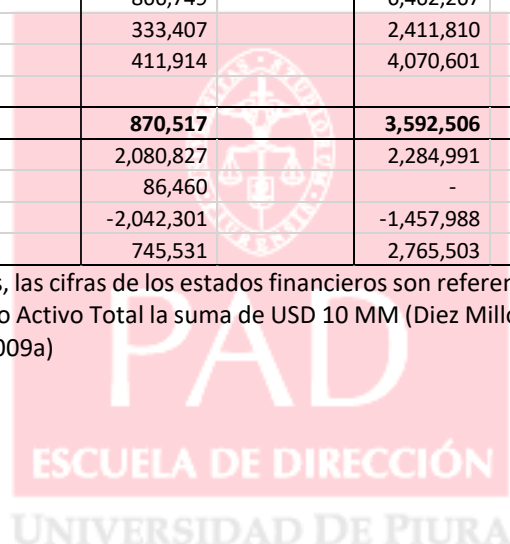 333,407 2,411,810
411,914 4,070,601
870,517 3,592,506
2,080,827 2,284,991
86,460 -
-2,042,301 -1,457,988
745,531 2,765,503
, las cifras de los estados financieros son referen
o Activo Total la suma de USD 10 MM (Diez Mill
009a)
PAD
ESCUELA DE DIRECCIÓN
UNIVERSIDAD DE PIURA